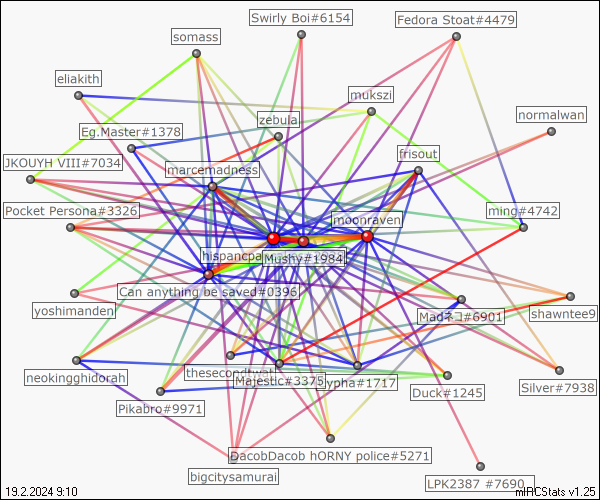 Swirly Boi#6154
Fedora Stoat#4479
somass
eliakith
mukszi
normalwan
zebula
Eg.Master#1378
frisout
JKOUYH VIII#7034
marcemadness
Pocket Persona#3326
ming#4742
moonraven
hispancpa
Mushy#1984
Can anything be saved#0396
yoshimanden
shawntee9
Madネコ#6901
thesecondtwat
neokingghidorah
Majestic#3375
ypha#1717
Silver#7938
Duck#1245
Pikabro#9971
DacobDacob hORNY police#5271
bigcitysamurai
LPK2387 #7690
19.2.2024 9:10
mIRCStats v1.25